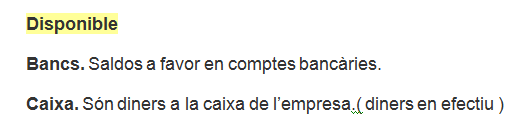 Disponible
Bancs. Saldos a favor en comptes bancàries.
Caixa. Són diners a la caixa de l’empresa.( diners en efectiu )